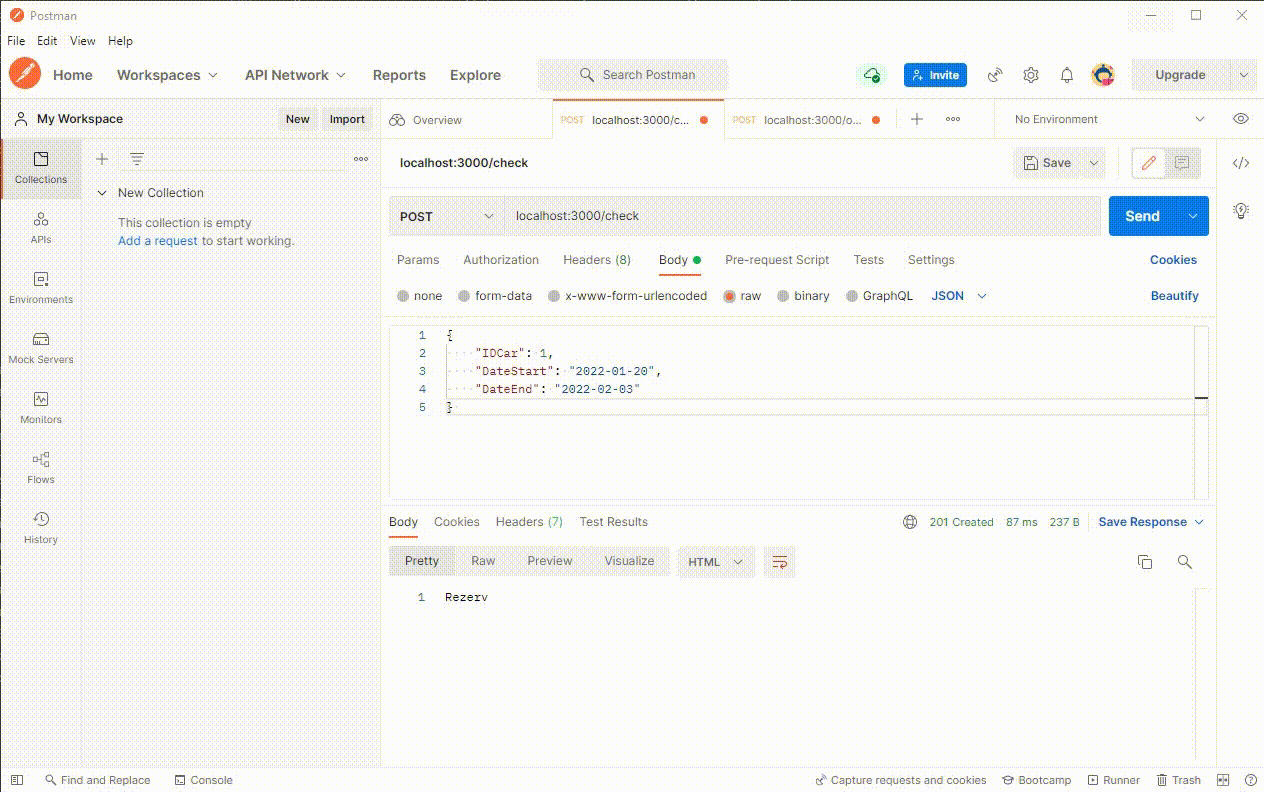 Postman
File Edit View Help
Home Workspaces API Network Reports Explore Search Postman Invite Upgrade
My Workspace New Import
Overview POST localhost:3000/c... POST localhost:3000/o... No Environment
Collections
APIs
Environments
Mock Servers
Monitors
Flows
History
New Collection
This collection is empty
Add a request to start working.
localhost:3000/check Save
POST localhost:3000/check Send
Params Authorization Headers (8) Body Pre-request Script Tests Settings Cookies
none form-data x-www-form-urlencoded raw binary GraphQL JSON Beautify
1 {
2 "IDCar": 1,
3 "DateStart": "2022-01-20",
4 "DateEnd": "2022-02-03"
5 }
Body Cookies Headers (7) Test Results 201 Created 87 ms 237 B Save Response
Pretty Raw Preview Visualize HTML
1 Rezerv
Find and Replace Console Capture requests and cookies Bootcamp Runner Trash